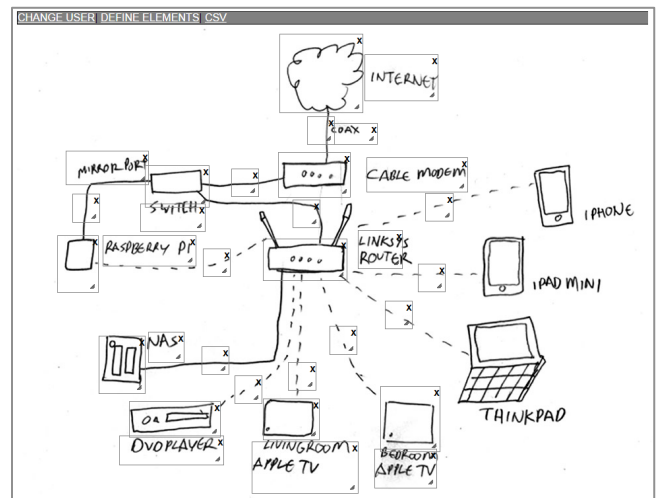 CHANGE USER| DEFINE ELEMENTS| CSV
INTERNET
COAX
MIRROR PORT
CABLE MODEM
SWITCH
IPHONE
RASPBERRY PI
LINKSYS
ROUTER
IPAD MINI
NAS
THINKPAD
DVD PLAYER
LIVINGROOM
APPLE TV
BEDROOM
APPLE TV